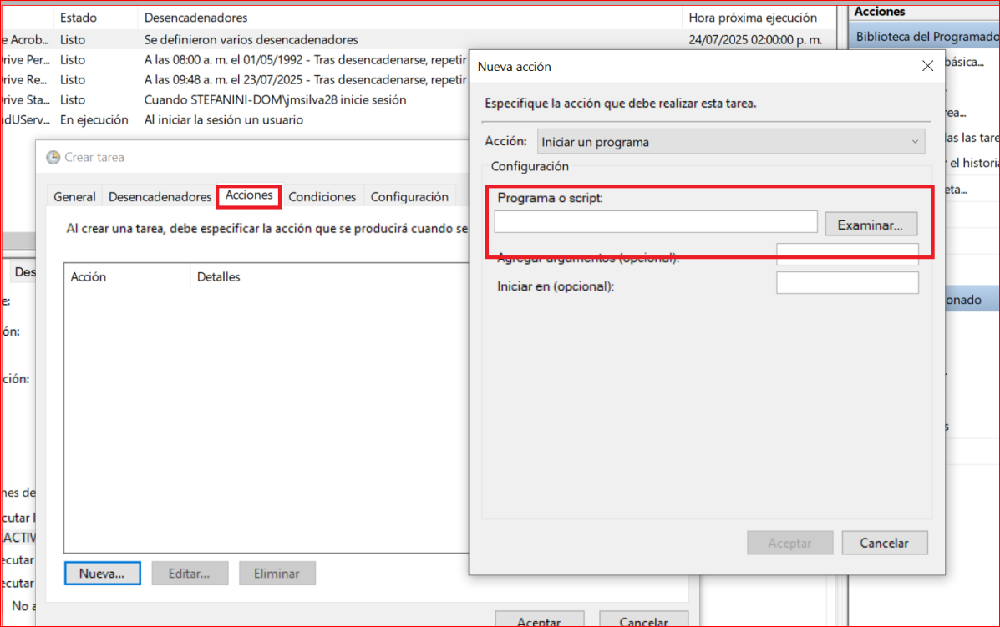 Estado Desencadenadores Hora próxima ejecución
e Acrob... Listo Se definieron varios desencadenadores 24/07/2025 02:00:00 p. m.
Drive Per... Listo A las 08:00 a. m. el 01/05/1992 - Tras desencadenarse, repetir
Drive Re... Listo A las 09:48 a. m. el 23/07/2025 - Tras desencadenarse, repetir
Drive Sta... Listo Cuando STEFANINI-DOM\jmsilva28 inicie sesión
udUServ... En ejecución Al iniciar la sesión un usuario
Crear tarea
General Desencadenadores Acciones Condiciones Configuración
Al crear una tarea, debe especificar la acción que se producirá cuando se
Acción Detalles
Nueva... Editar... Eliminar
Aceptar Cancelar
Nueva acción
Especifique la acción que debe realizar esta tarea.
Acción: Iniciar un programa
Configuración
Programa o script:
Examinar...
Agregar argumentos (opcional):
Iniciar en (opcional):
Aceptar Cancelar
Acciones
Biblioteca del Programado
básica...
rea...
las las tare
r el historia
eta...
onado
s
Des
e:
ón:
ción:
nes de
cutar l
LACTIV
ecutar
ecutar
No a